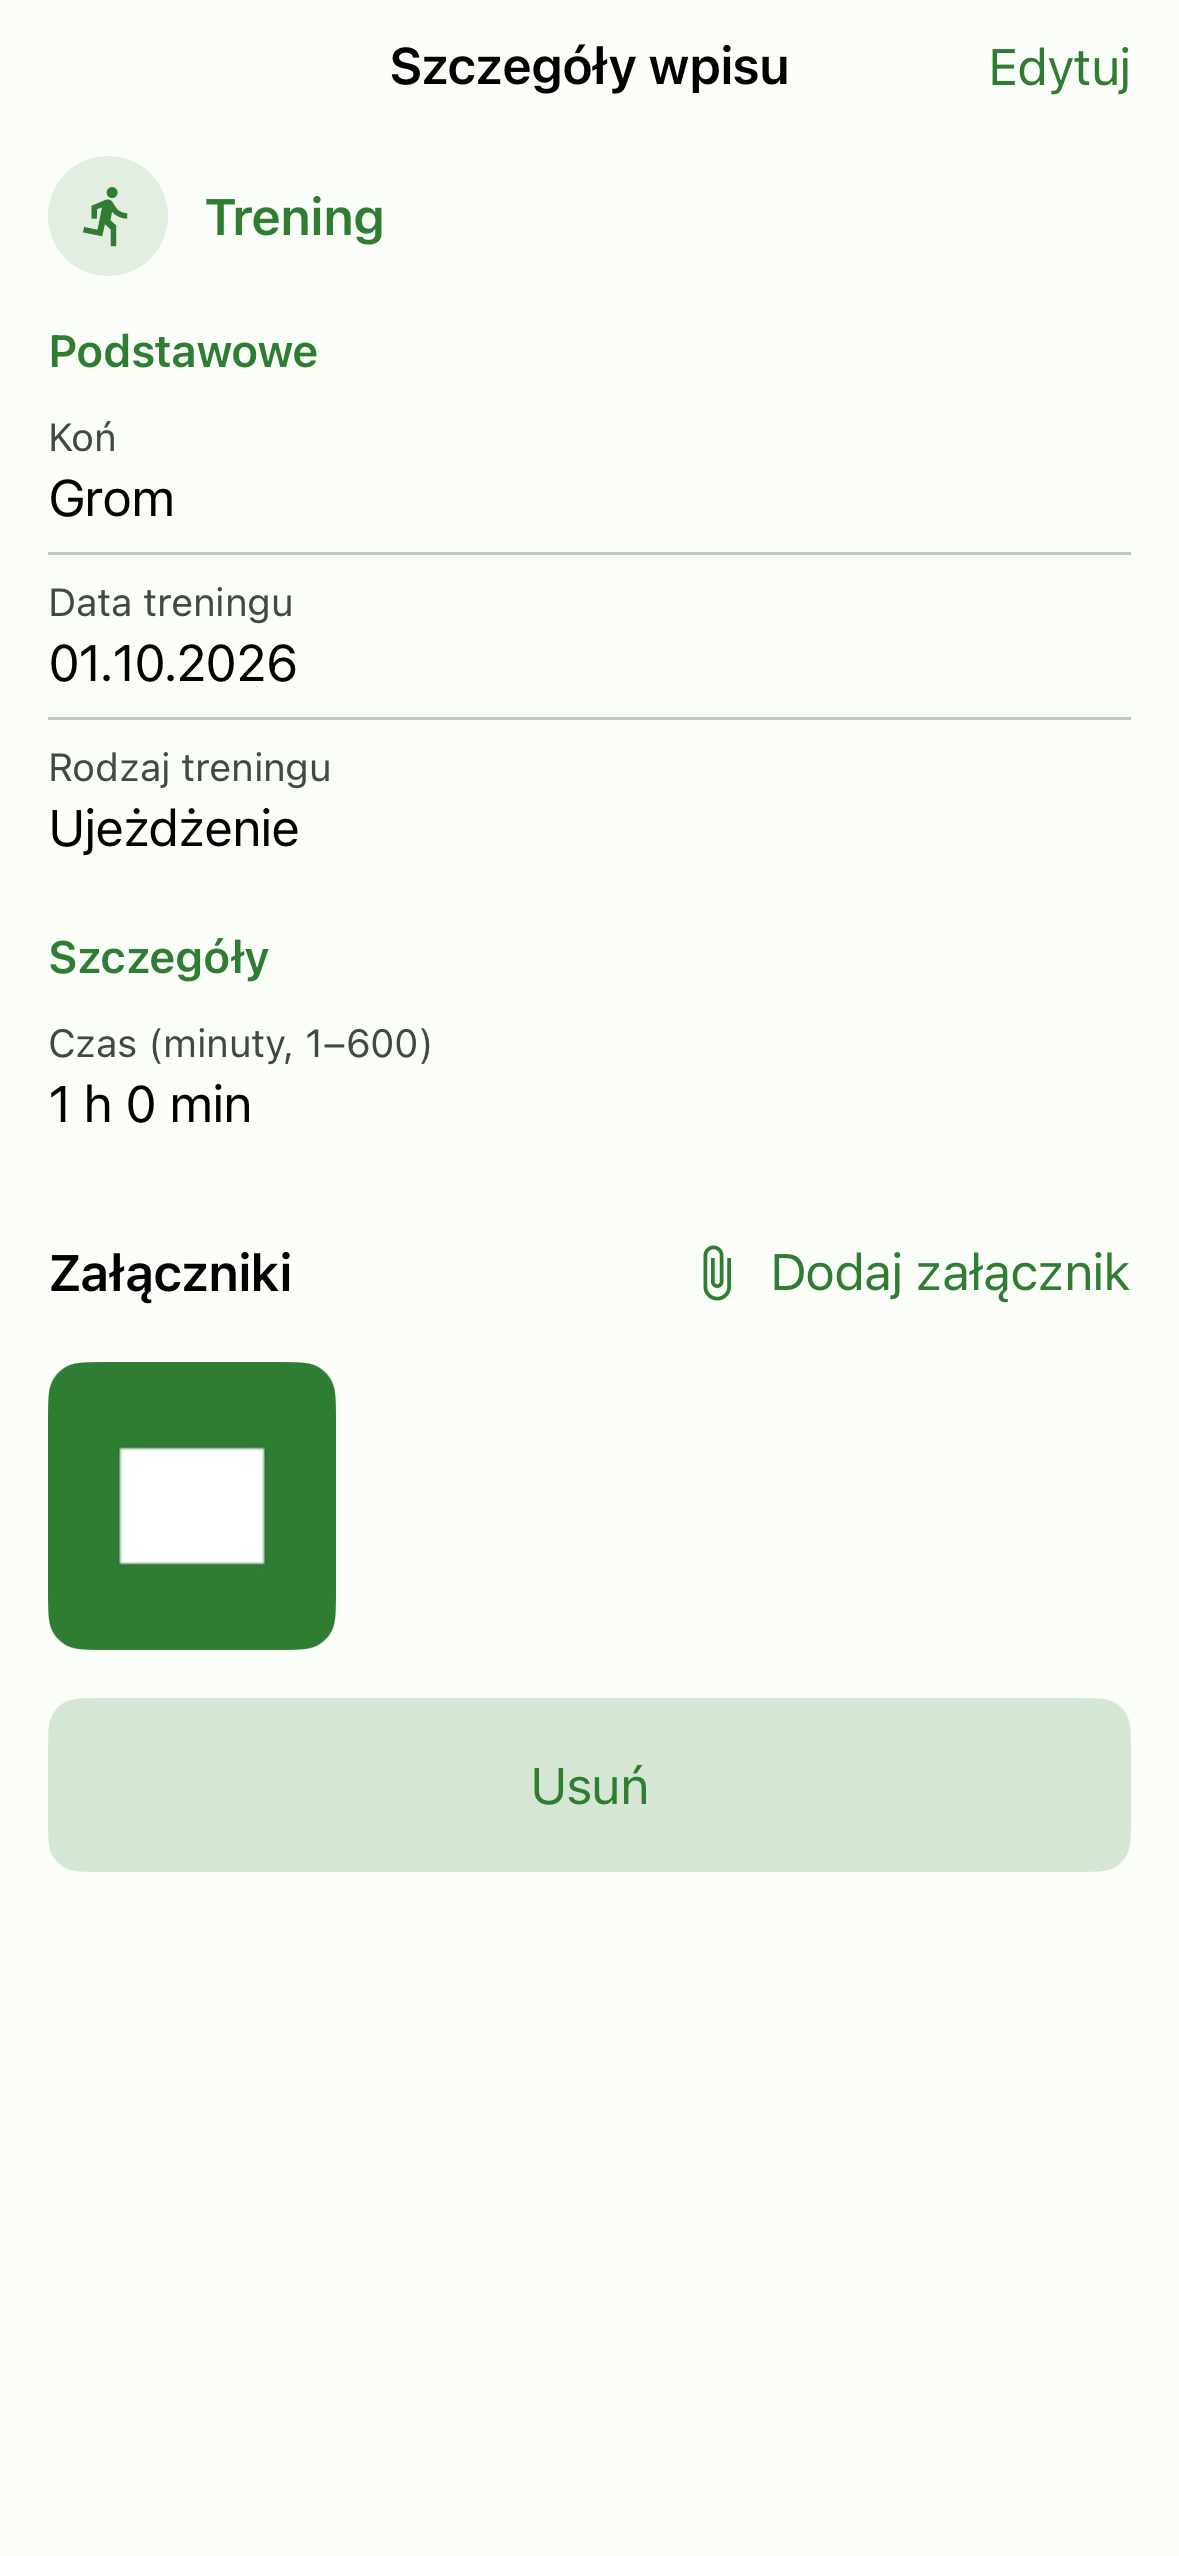 Szczegóły wpisu
Edytuj
Trening
Podstawowe
Koń
Grom
Data treningu
01.10.2026
Rodzaj treningu
Ujeżdżenie
Szczegóły
Czas (minuty, 1–600)
1 h 0 min
Załączniki
Dodaj załącznik
Usuń